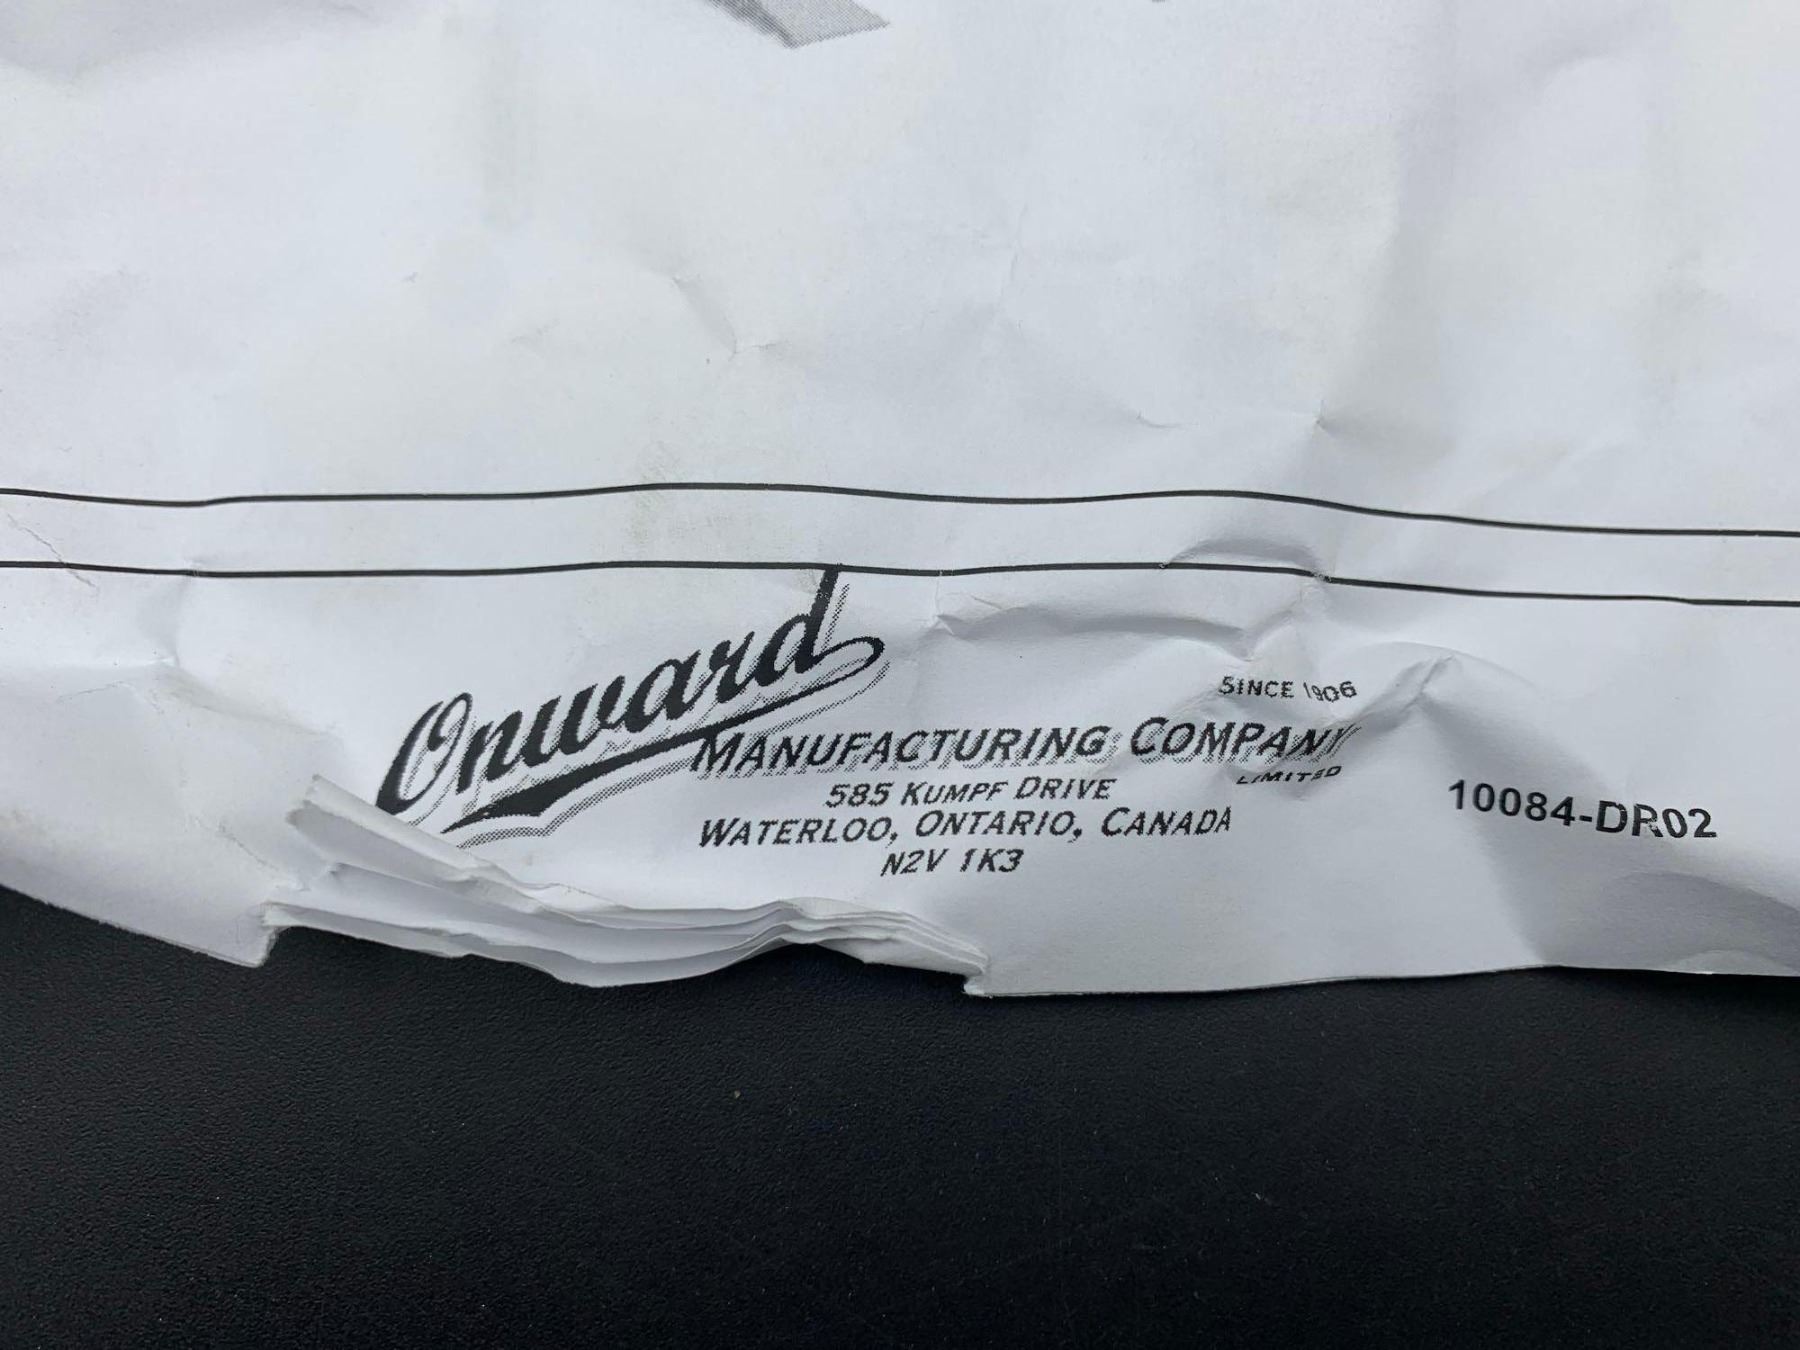 Onward
SINCE 1906
MANUFACTURING COMPANY
LIMITED
585 KUMPF DRIVE
WATERLOO, ONTARIO, CANADA
N2V 1K3
10084-DR02